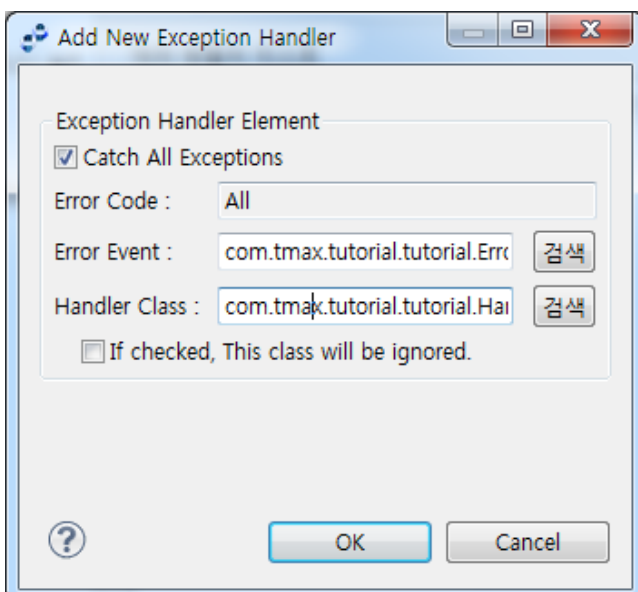 Add New Exception Handler
Exception Handler Element
Catch All Exceptions
Error Code : All
Error Event : com.tmax.tutorial.tutorial.Erro 검색
Handler Class : com.tmax.tutorial.tutorial.Har 검색
If checked, This class will be ignored.
OK Cancel